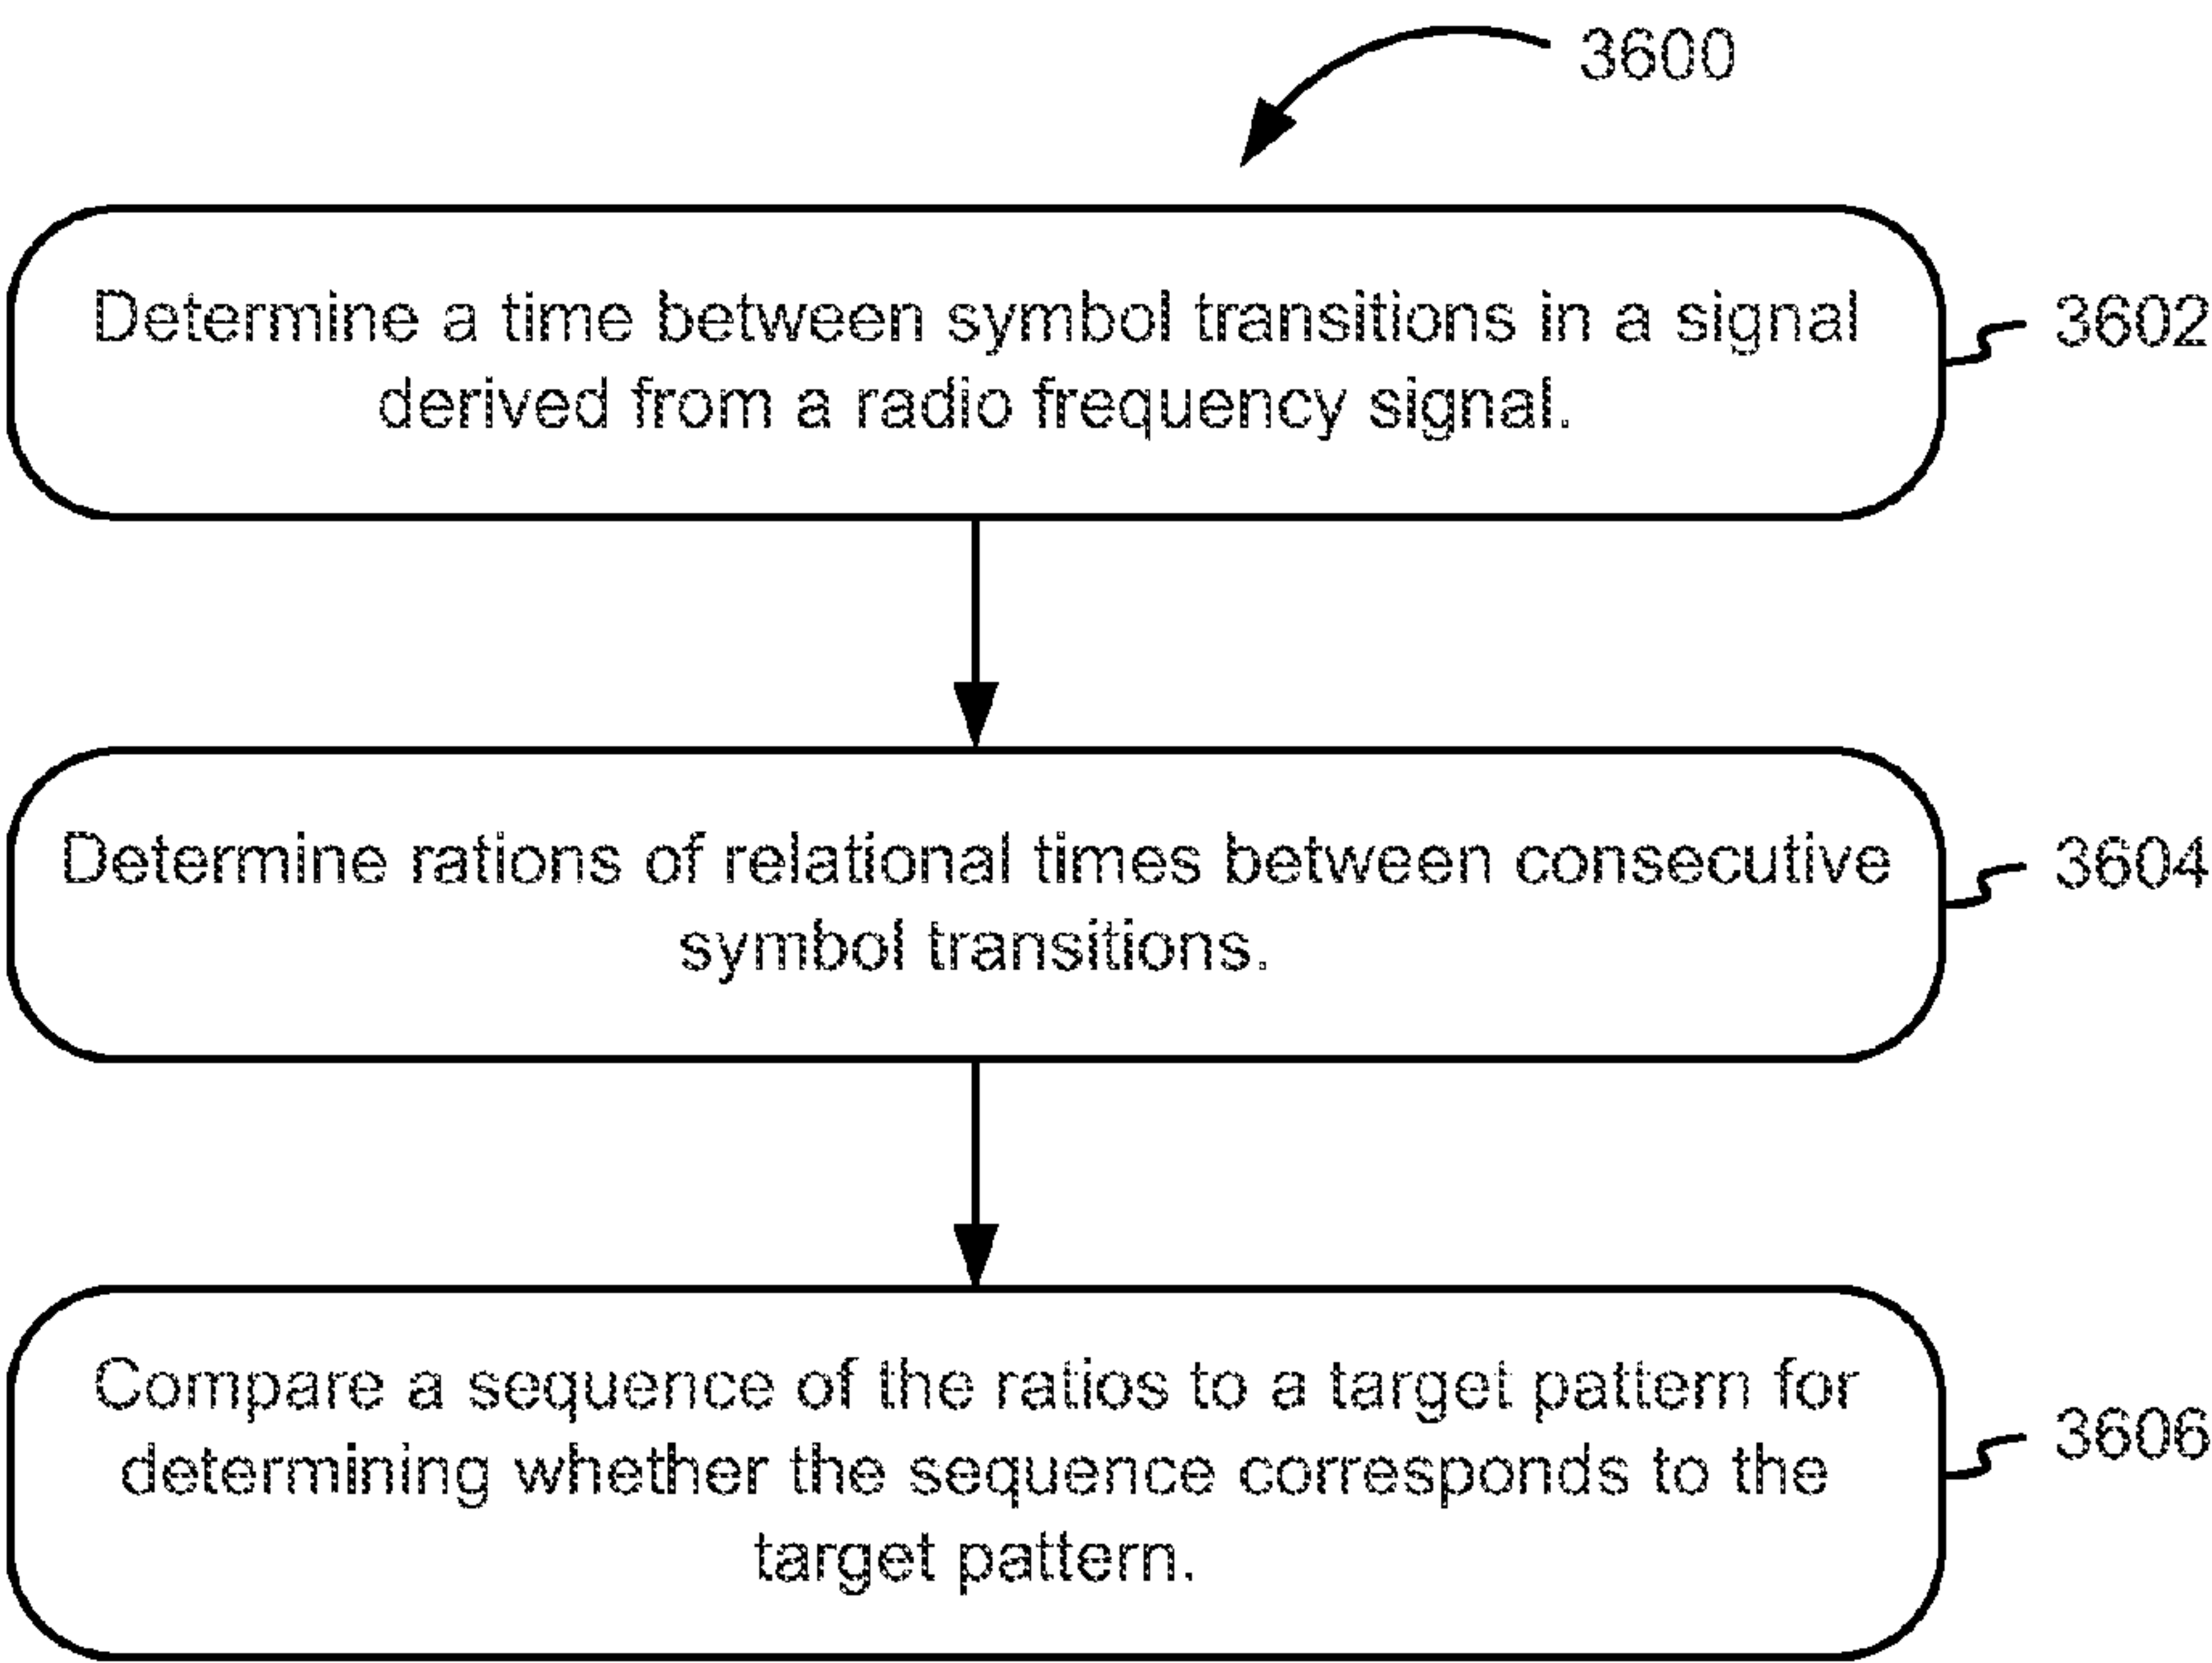 3600
Determine a time between symbol transitions in a signal
derived from a radio frequency signal.
3602
Determine rations of relational times between consecutive
symbol transitions.
3604
Compare a sequence of the ratios to a target pattern for
determining whether the sequence corresponds to the
target pattern.
3606